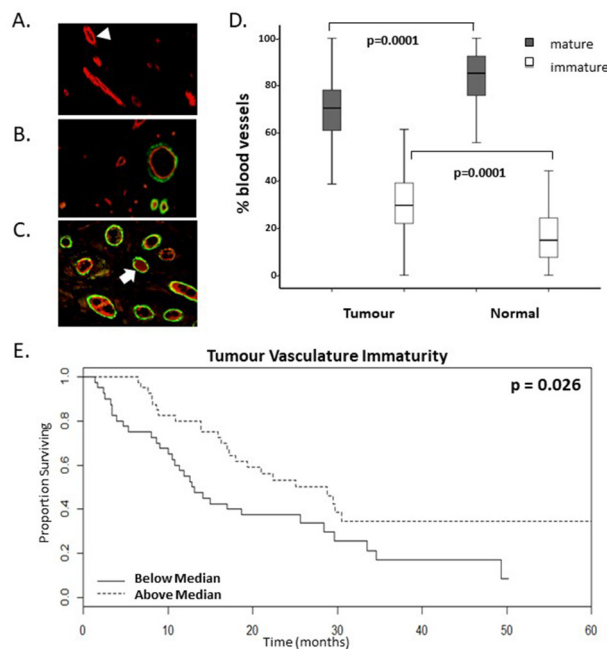 A.
B.
C.
D.
100
80
60
40
20
0
% blood vessels
p=0.0001
p=0.0001
mature
immature
Tumour Normal
E.
Tumour Vasculature Immaturity
p = 0.026
1.0
0.8
0.6
0.4
0.2
0.0
Proportion Surviving
Below Median
Above Median
0 10 20 30 40 50 60
Time (months)